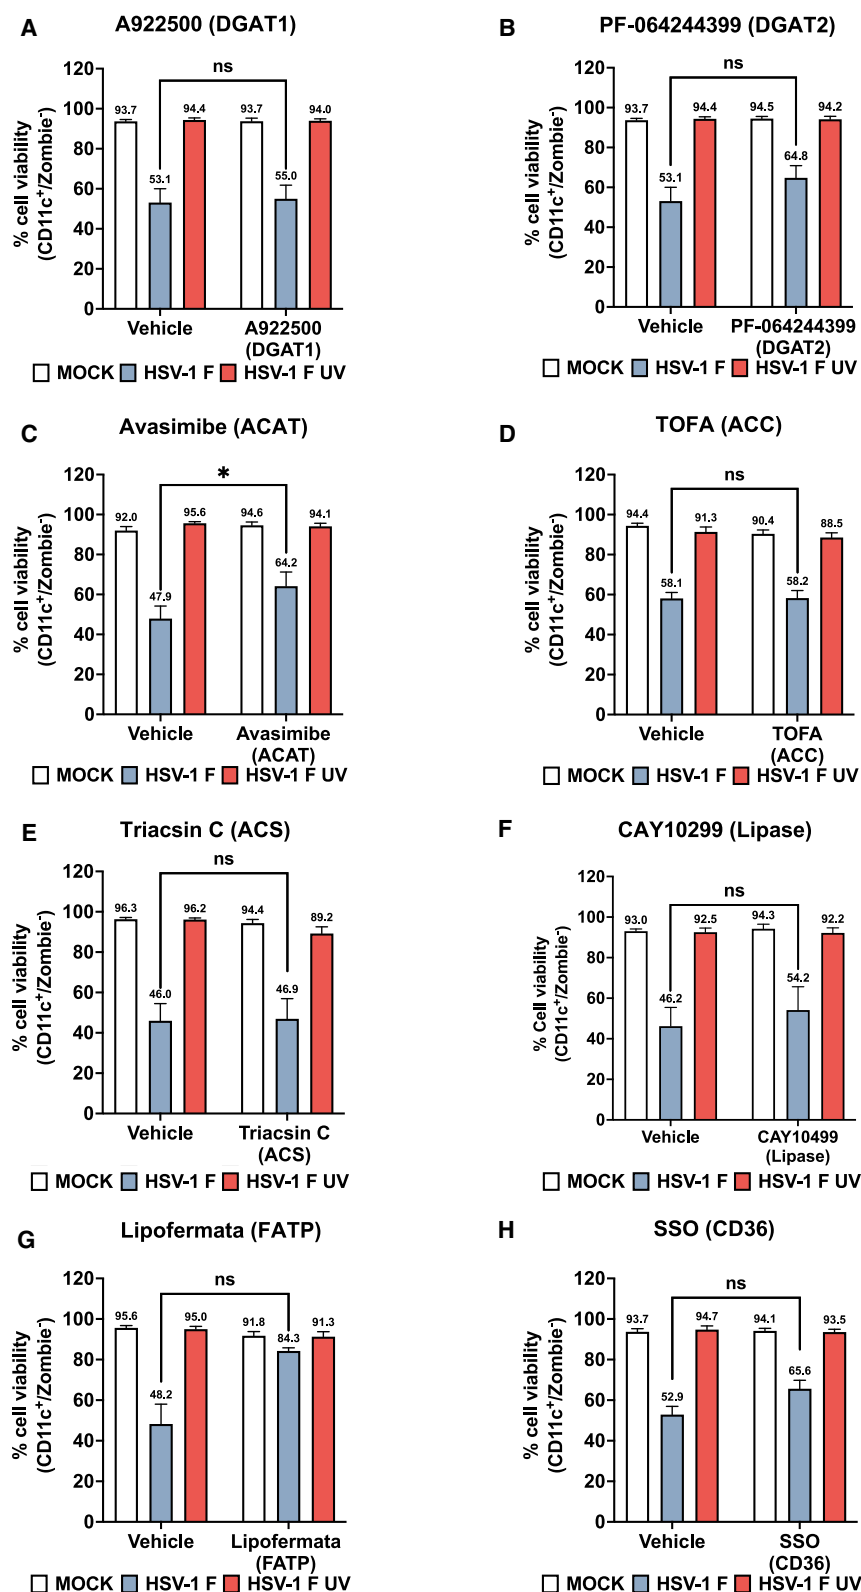 A
A922500 (DGAT1)
% cell viability
(CD11c+/Zombie-)
120
100
80
60
40
20
0
ns
93.7
53.1
94.4
93.7
55.0
94.0
Vehicle
A922500
(DGAT1)
MOCK HSV-1 F HSV-1 F UV
B
PF-064244399 (DGAT2)
% cell viability
(CD11c+/Zombie-)
120
100
80
60
40
20
0
ns
93.7
53.1
94.4
94.5
64.8
94.2
Vehicle
PF-064244399
(DGAT2)
MOCK HSV-1 F HSV-1 F UV
C
Avasimibe (ACAT)
% cell viability
(CD11c+/Zombie-)
120
100
80
60
40
20
0
*
92.0
47.9
95.6
94.6
64.2
94.1
Vehicle
Avasimibe
(ACAT)
MOCK HSV-1 F HSV-1 F UV
D
TOFA (ACC)
% cell viability
(CD11c+/Zombie-)
120
100
80
60
40
20
0
ns
94.4
58.1
91.3
90.4
58.2
88.5
Vehicle
TOFA
(ACC)
MOCK HSV-1 F HSV-1 F UV
E
Triacsin C (ACS)
% cell viability
(CD11c+/Zombie-)
120
100
80
60
40
20
0
ns
96.3
46.0
96.2
94.4
46.9
89.2
Vehicle
Triacsin C
(ACS)
MOCK HSV-1 F HSV-1 F UV
F
CAY10299 (Lipase)
% Cell viability
(CD11c+/Zombie-)
120
100
80
60
40
20
0
ns
93.0
46.2
92.5
94.3
54.2
92.2
Vehicle
CAY10499
(Lipase)
MOCK HSV-1 F HSV-1 F UV
G
Lipofermata (FATP)
% cell viability
(CD11c+/Zombie-)
120
100
80
60
40
20
0
ns
95.6
48.2
95.0
91.8
84.3
91.3
Vehicle
Lipofermata
(FATP)
MOCK HSV-1 F HSV-1 F UV
H
SSO (CD36)
% cell viability
(CD11c+/Zombie-)
120
100
80
60
40
20
0
ns
93.7
52.9
94.7
94.1
65.6
93.5
Vehicle
SSO
(CD36)
MOCK HSV-1 F HSV-1 F UV